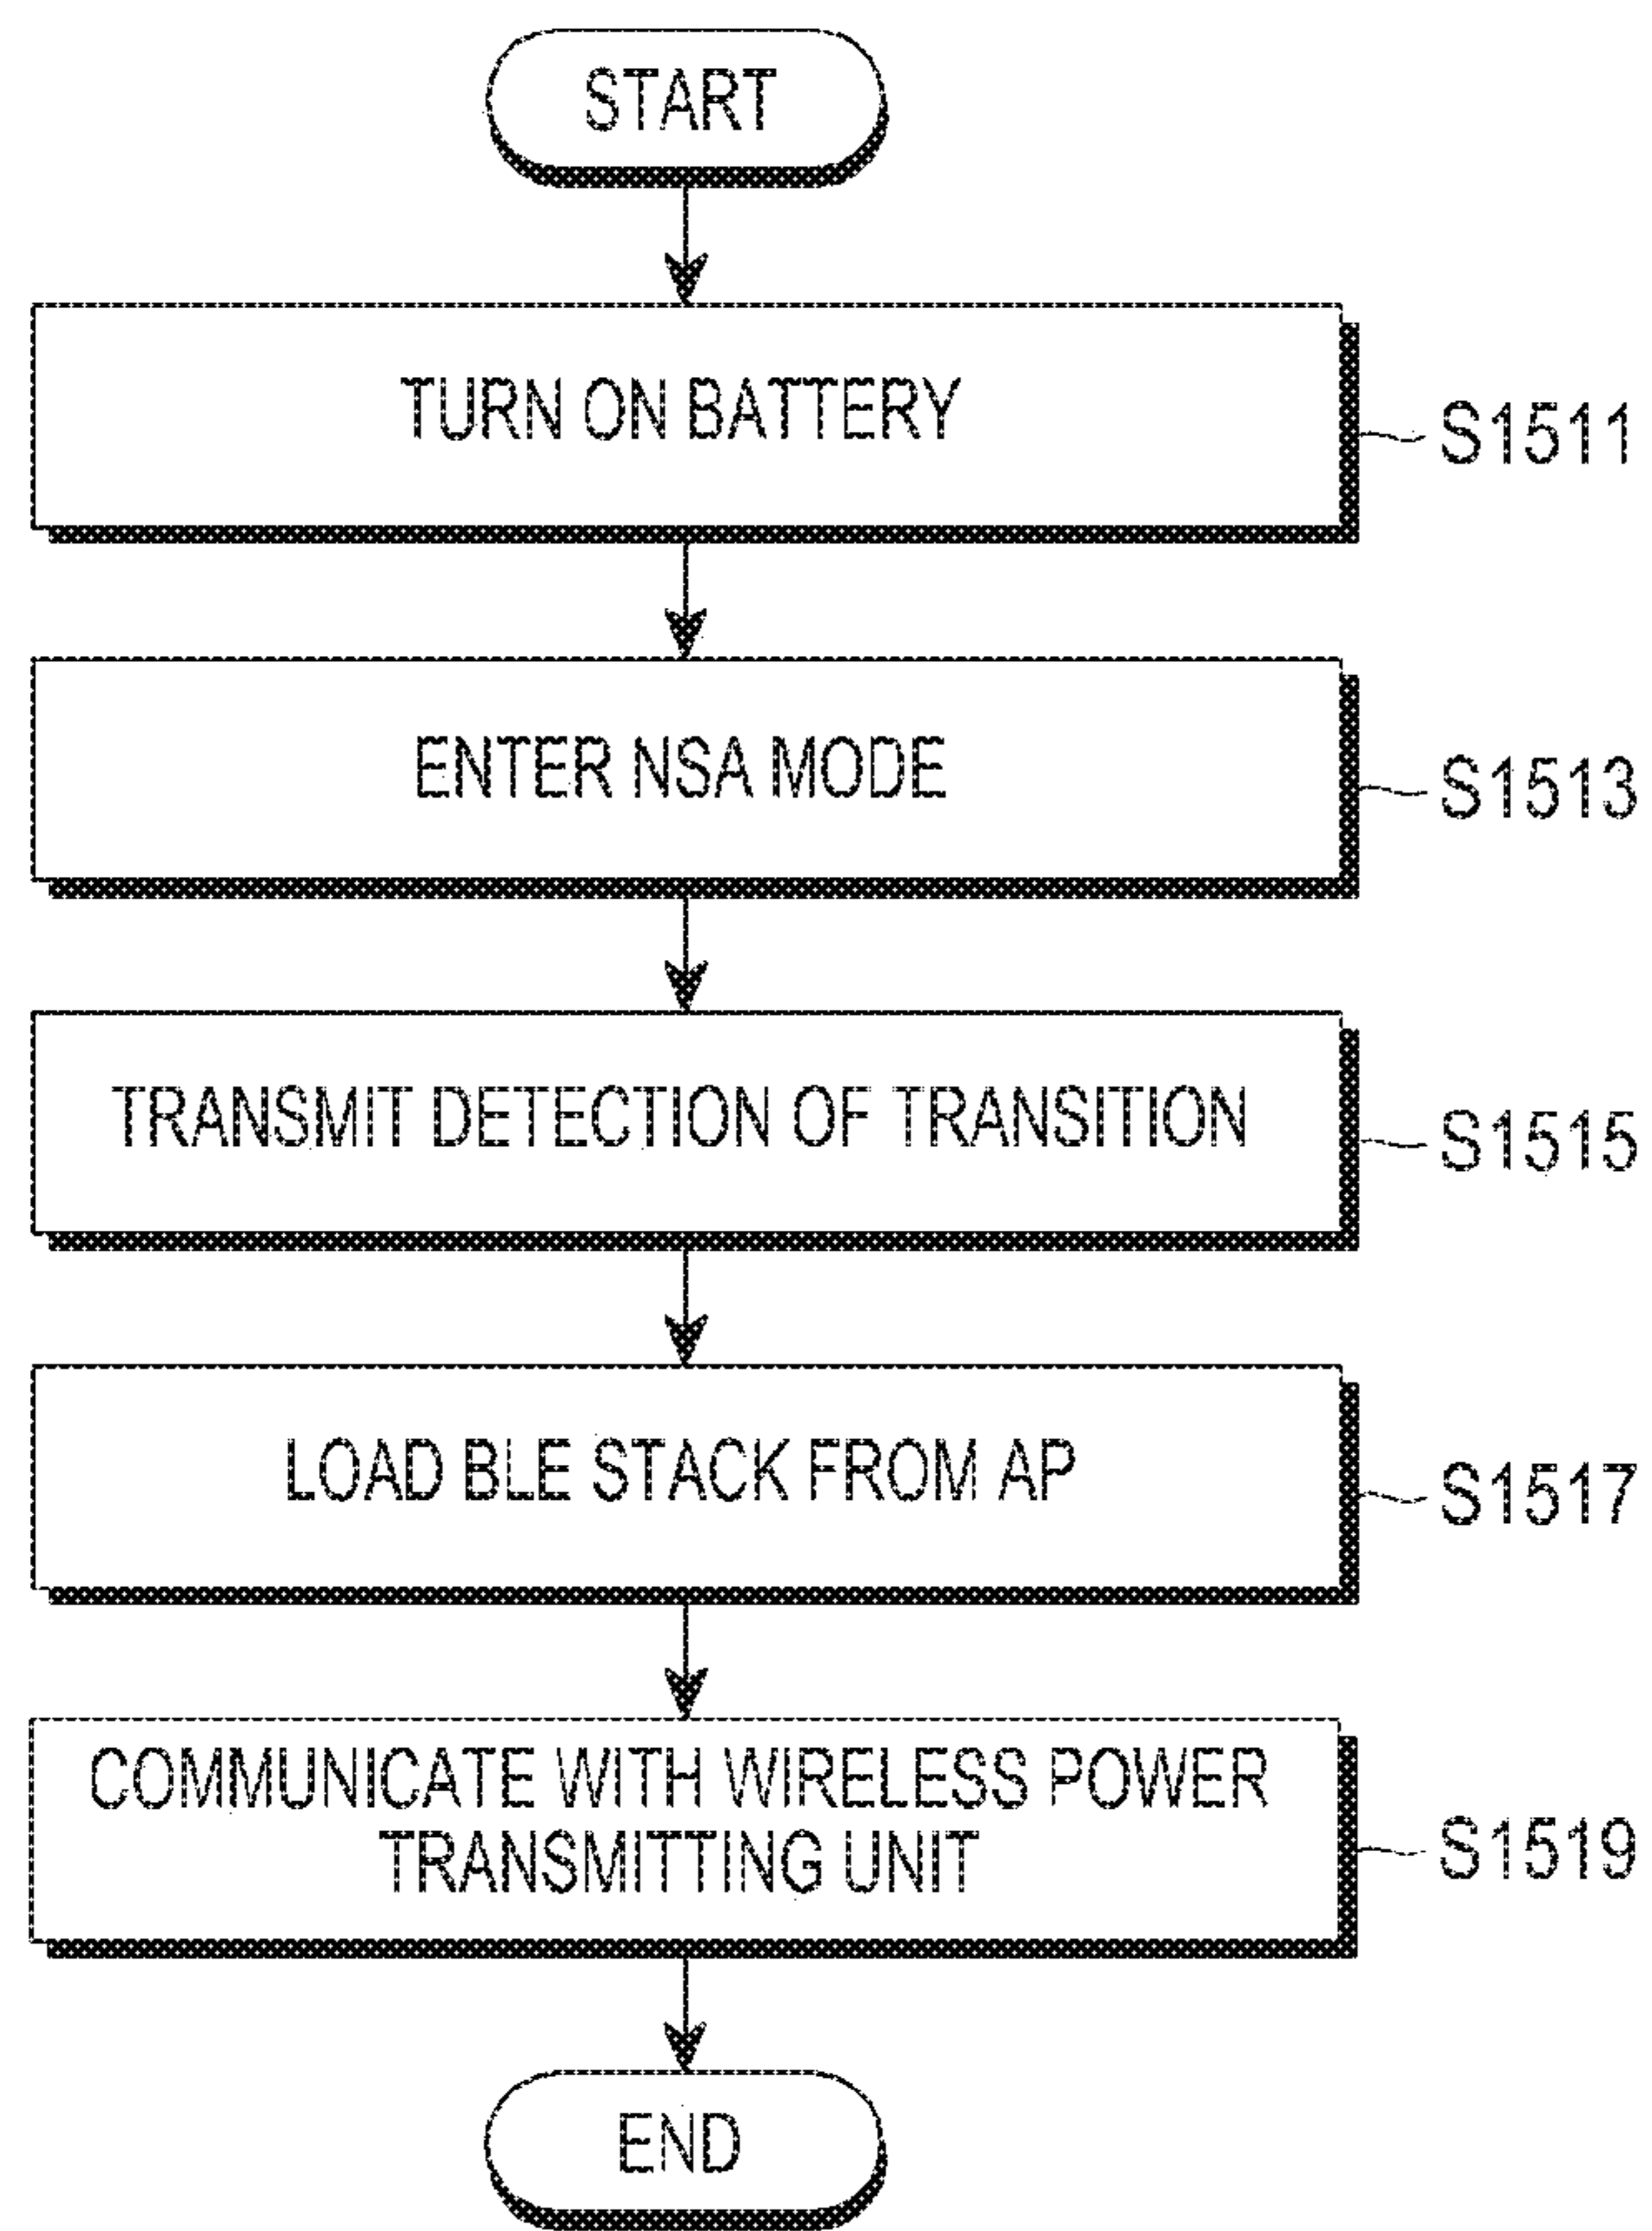 START
TURN ON BATTERY
S1511
ENTER NSA MODE
S1513
TRANSMIT DETECTION OF TRANSITION
S1515
LOAD BLE STACK FROM AP
S1517
COMMUNICATE WITH WIRELESS POWER
TRANSMITTING UNIT
S1519
END